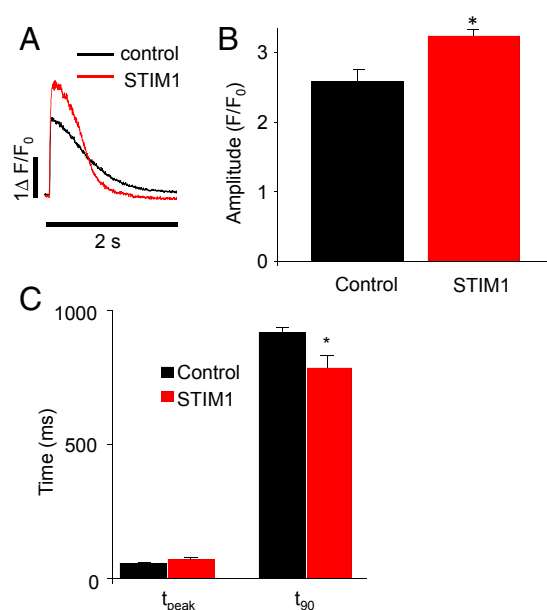 A
control
STIM1
1Δ F/F0
2 s
B
Amplitude (F/F0)
3
2
1
0
*
Control
STIM1
C
Time (ms)
1000
500
0
Control
STIM1
*
tpeak
t90